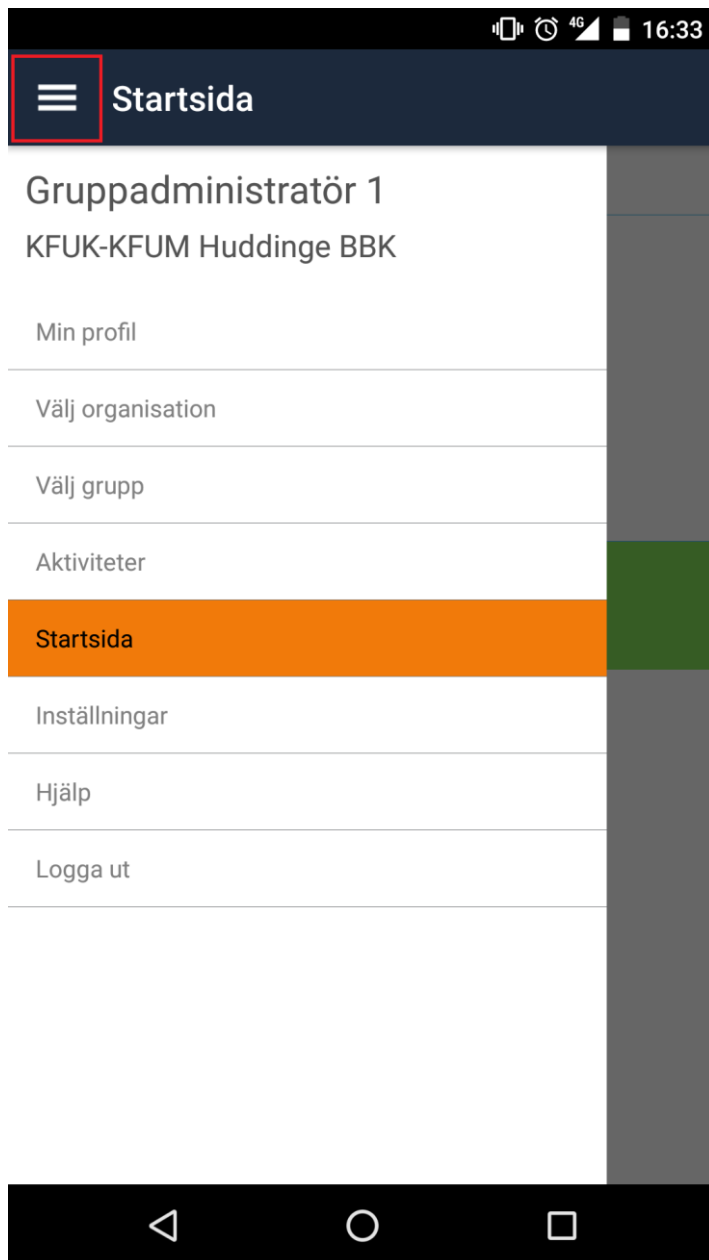 4G 16:33
Startsida
Gruppadministratör 1
KFUK-KFUM Huddinge BBK
Min profil
Välj organisation
Välj grupp
Aktiviteter
Startsida
Inställningar
Hjälp
Logga ut